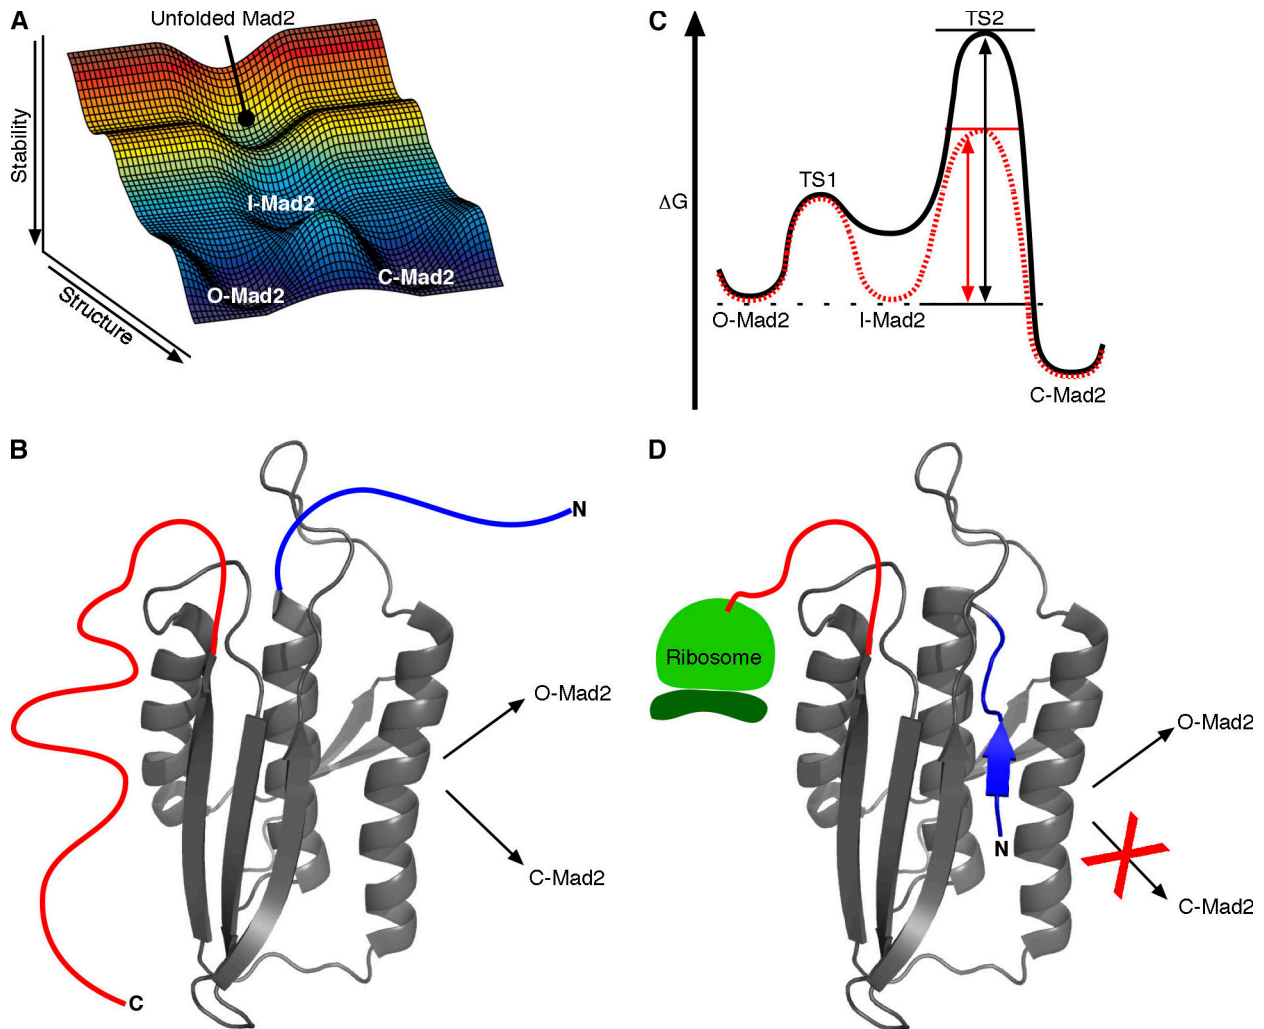 A
Unfolded Mad2
Stability
Structure
I-Mad2
O-Mad2
C-Mad2
C
ΔG
TS1
TS2
O-Mad2
I-Mad2
C-Mad2
B
N
O-Mad2
C-Mad2
C
D
Ribosome
N
O-Mad2
C-Mad2